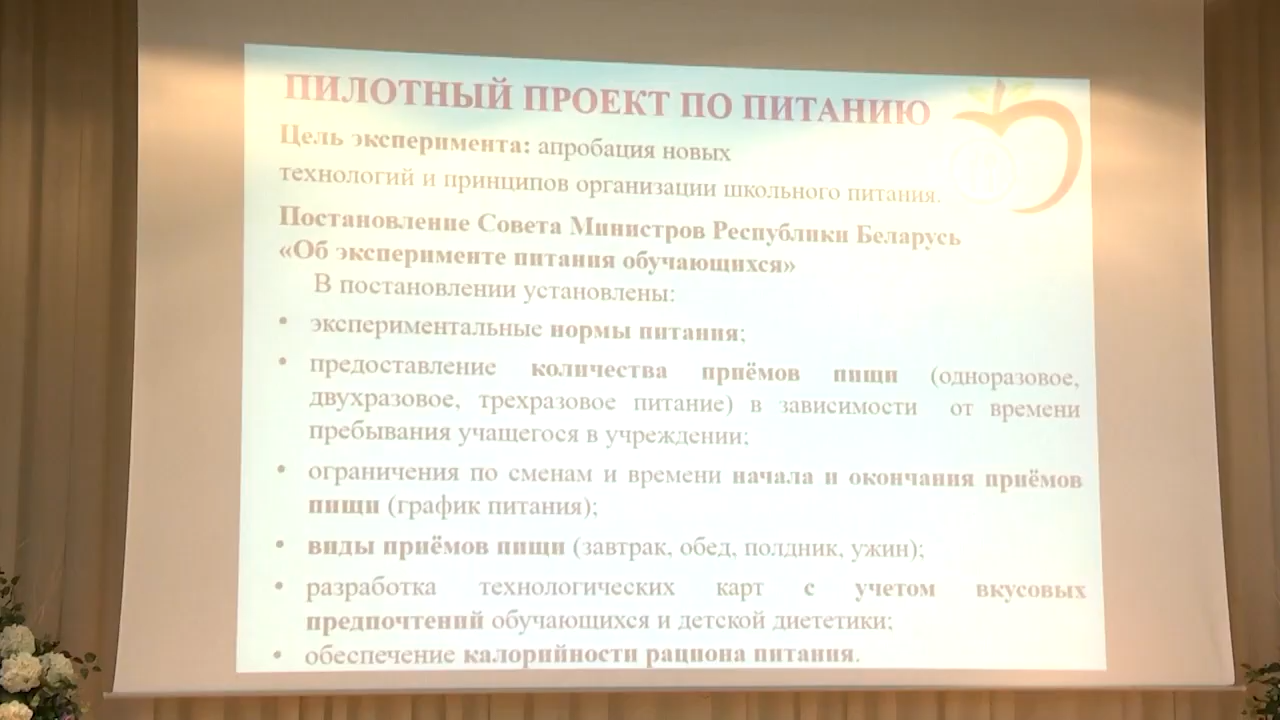 ПИЛОТНЫЙ ПРОЕКТ ПО ПИТАНИЮ
Цель эксперимента: апробация новых
технологий и принципов организации школьного питания.
Постановление Совета Министров Республики Беларусь
«Об эксперименте питания обучающихся»
В постановлении установлены:
• экспериментальные нормы питания;
• предоставление количества приёмов пищи (одноразовое,
двухразовое, трехразовое питание) в зависимости от времени
пребывания учащегося в учреждении;
• ограничения по сменам и времени начала и окончания приёмов
пищи (график питания);
• виды приёмов пищи (завтрак, обед, полдник, ужин);
• разработка технологических карт с учетом вкусовых
предпочтений обучающихся и детской диететики;
• обеспечение калорийности рациона питания.